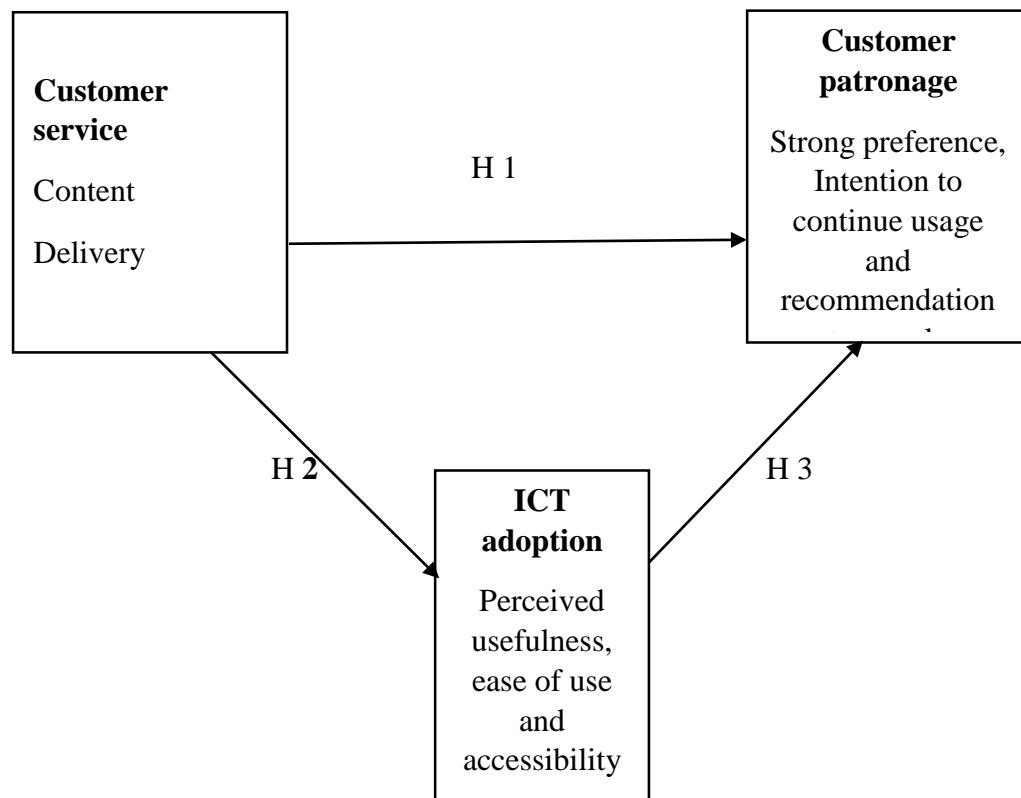 Customer
service
Content
Delivery
H 1
Customer
patronage
Strong preference,
Intention to
continue usage
and
recommendation
H 2
H 3
ICT
adoption
Perceived
usefulness,
ease of use
and
accessibility